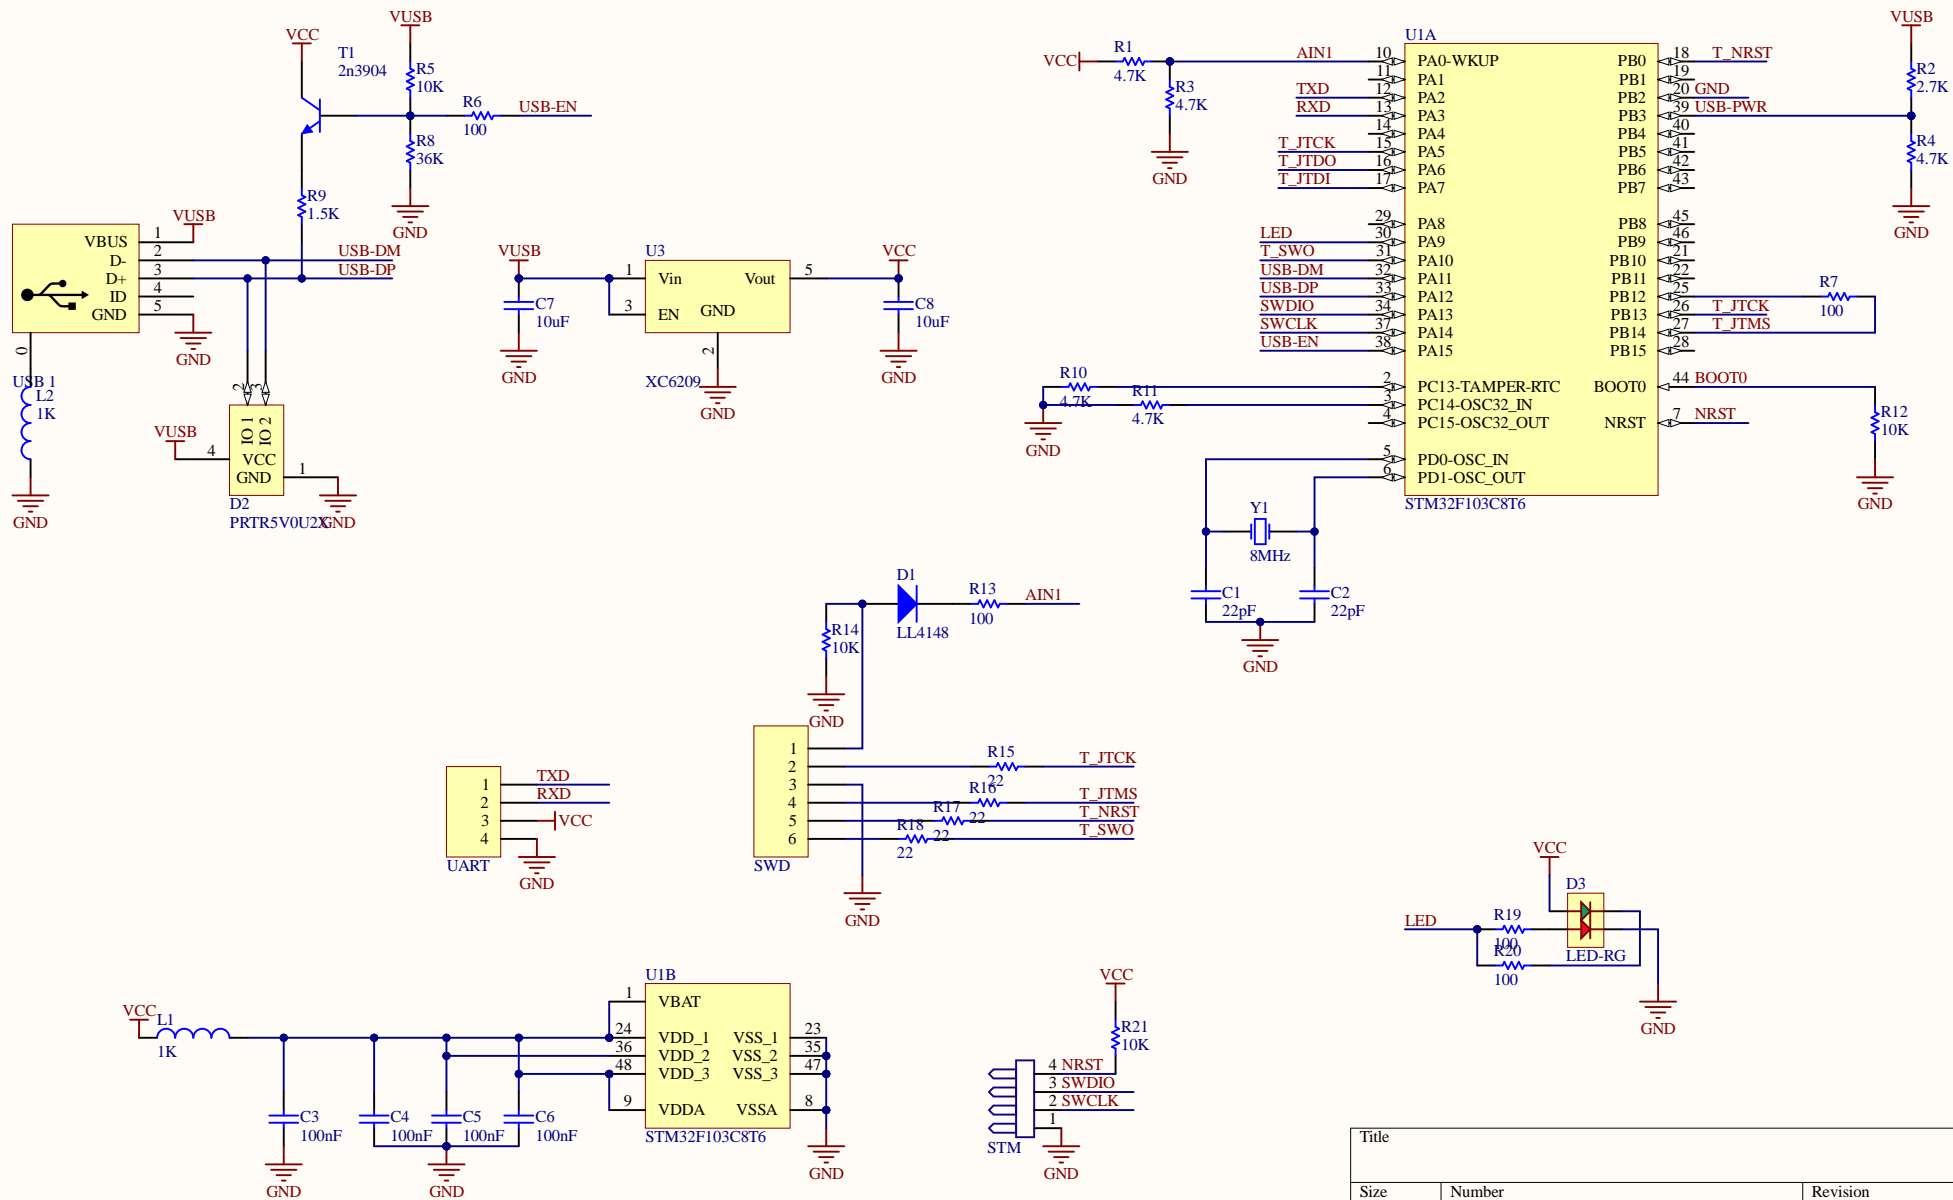 VUSB
VCC
T1
2n3904
R5
10K
R6
100
USB-EN
R8
36K
R9
1.5K
GND
VUSB
VBUS 1
D- 2
D+ 3
ID 4
GND 5
USB-DM
USB-DP
GND
0
USB 1
L2
1K
GND
VUSB
4
2
3
IO 1
IO 2
VCC
GND
1
D2
PRTR5V0U2X
GND
VUSB
C7
10uF
GND
U3
1 Vin Vout 5
3 EN GND
2
XC6209
GND
VCC
C8
10uF
GND
VCC
R1
4.7K
R3
4.7K
GND
U1A
AIN1 10 PA0-WKUP
11 PA1
TXD 12 PA2
RXD 13 PA3
14 PA4
T_JTCK 15 PA5
T_JTDO 16 PA6
T_JTDI 17 PA7
29 PA8
LED 30 PA9
T_SWO 31 PA10
USB-DM 32 PA11
USB-DP 33 PA12
SWDIO 34 PA13
SWCLK 37 PA14
USB-EN 38 PA15
2 PC13-TAMPER-RTC
3 PC14-OSC32_IN
4 PC15-OSC32_OUT
5 PD0-OSC_IN
6 PD1-OSC_OUT
PB0 18 T_NRST
PB1 19
PB2 20 GND
PB3 39 USB-PWR
PB4 40
PB5 41
PB6 42
PB7 43
PB8 45
PB9 46
PB10 21
PB11 22
PB12 25
PB13 26 T_JTCK
PB14 27 T_JTMS
PB15 28
BOOT0 44 BOOT0
NRST 7 NRST
STM32F103C8T6
VUSB
R2
2.7K
R4
4.7K
GND
R7
100
R12
10K
GND
R10
4.7K
R11
4.7K
GND
Y1
8MHz
C1
22pF
C2
22pF
GND
D1
LL4148
R13
100
AIN1
R14
10K
GND
1
2
3
4
5
6
SWD
R15
22
T_JTCK
R16
22
T_JTMS
R17
22
T_NRST
R18
22
T_SWO
GND
1 TXD
2 RXD
3 VCC
4
UART
GND
VCC
D3
LED
R19
100
R20
100
LED-RG
GND
VCC
L1
1K
C3
100nF
C4
100nF
C5
100nF
C6
100nF
GND
GND
U1B
1 VBAT
24 VDD_1 VSS_1 23
36 VDD_2 VSS_2 35
48 VDD_3 VSS_3 47
9 VDDA VSSA 8
STM32F103C8T6
GND
VCC
R21
10K
4 NRST
3 SWDIO
2 SWCLK
1
STM
GND
Title
Size Number Revision